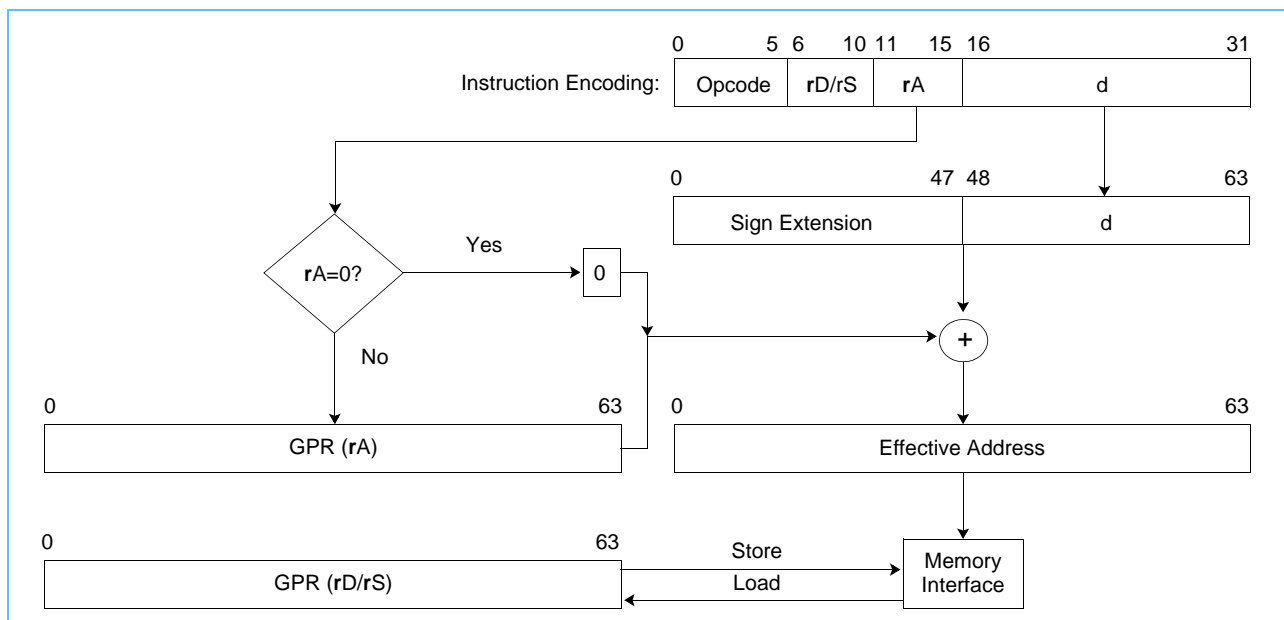 0 5 6 10 11 15 16 31
Instruction Encoding: Opcode rD/rS rA d
0 47 48 63
Sign Extension d
Yes
rA=0? 0
+
No
0 63 0 63
GPR (rA) Effective Address
0 63
Store
GPR (rD/rS) Memory
Load Interface